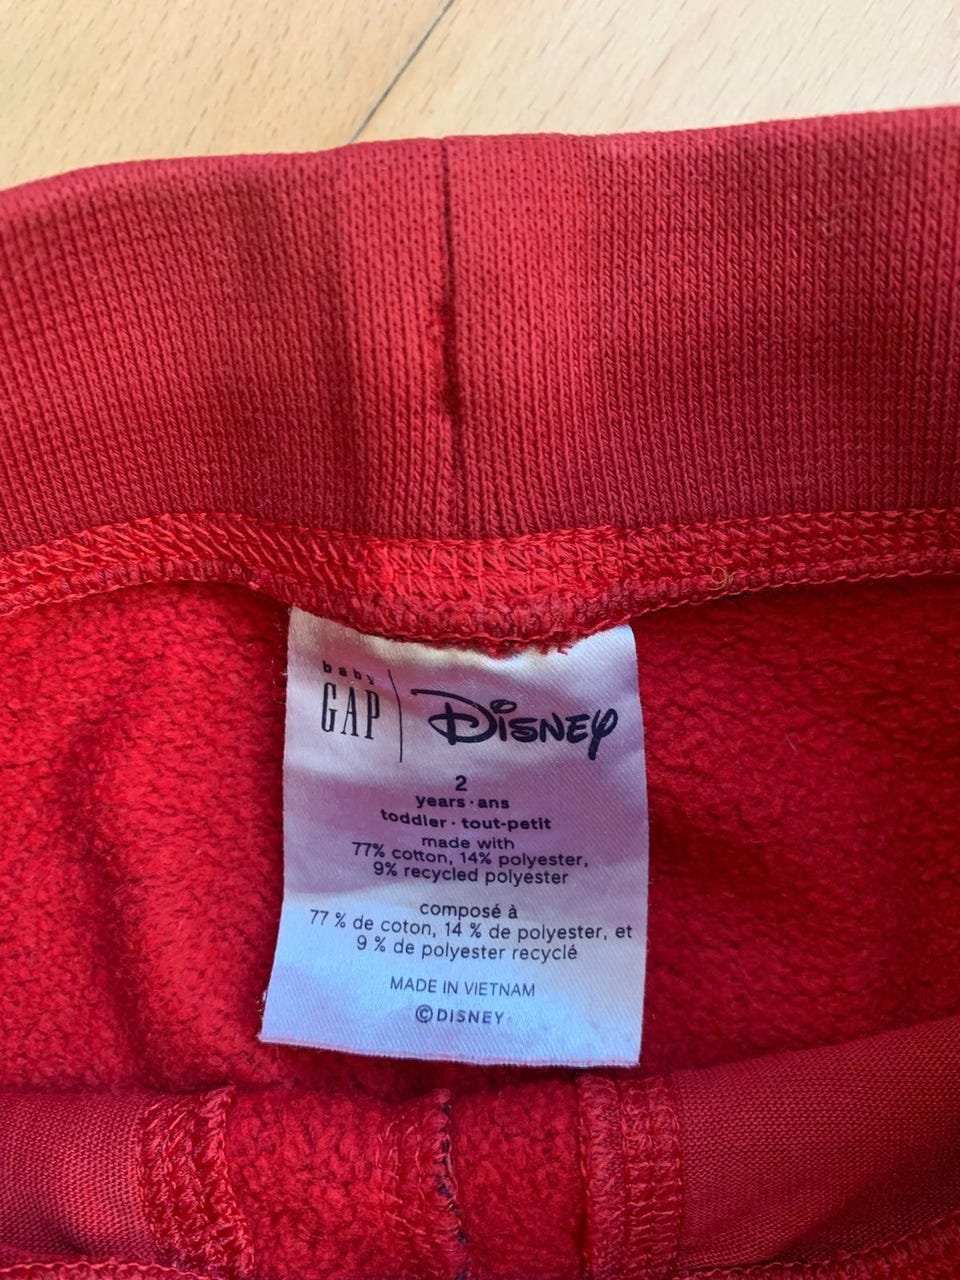 baby
GAP | Disney
2
years · ans
toddler · tout-petit
made with
77% cotton, 14% polyester,
9% recycled polyester
composé à
77 % de coton, 14 % de polyester, et
9 % de polyester recyclé
MADE IN VIETNAM
©DISNEY